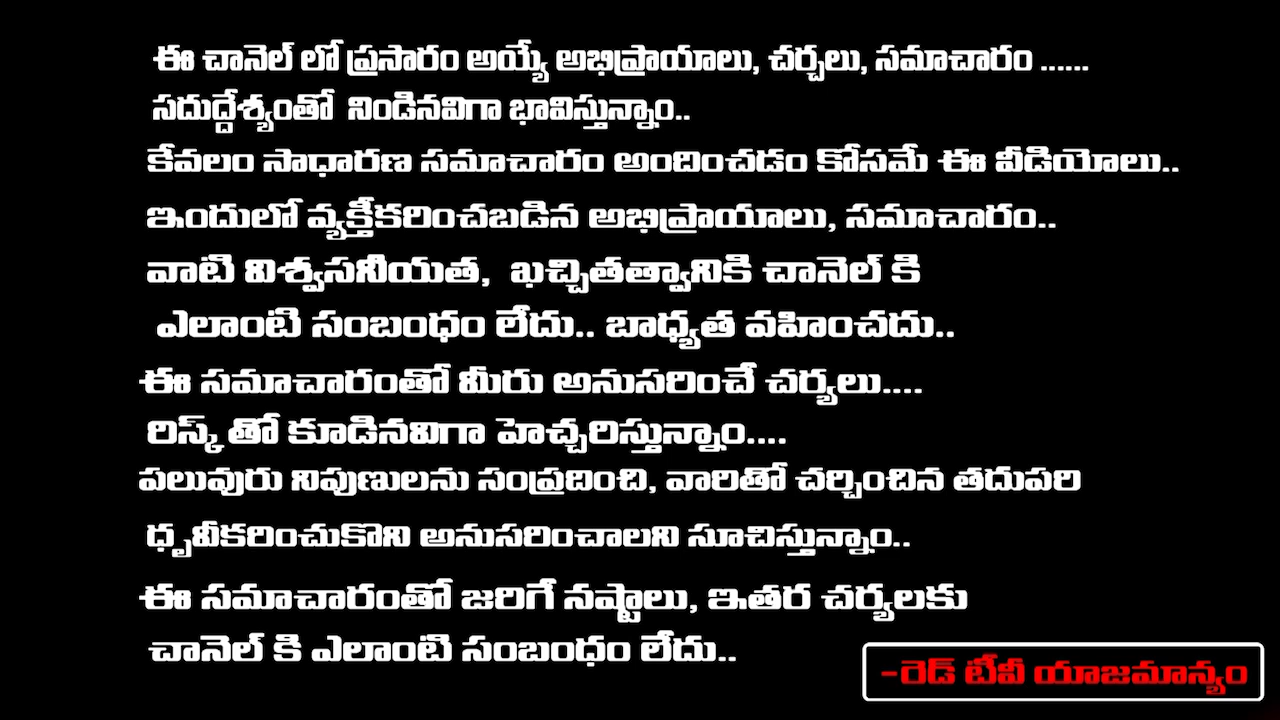 ఈ చానెల్ లో ప్రసారం అయ్యే అభిప్రాయాలు, చర్చలు, సమాచారం ......
సదుద్దేశ్యంతో నిండినవిగా భావిస్తున్నాం..
కేవలం సాధారణ సమాచారం అందించడం కోసమే ఈ వీడియోలు..
ఇందులో వ్యక్తీకరించబడిన అభిప్రాయాలు, సమాచారం..
వాటి విశ్వసనీయత, ఖచ్చితత్వానికి చానెల్ కి
ఎలాంటి సంబంధం లేదు.. బాధ్యత వహించదు..
ఈ సమాచారంతో మీరు అనుసరించే చర్యలు....
రిస్క్ తో కూడినవిగా హెచ్చరిస్తున్నాం....
పలువురు నిపుణులను సంప్రదించి, వారితో చర్చించిన తదుపరి
ధృవీకరించుకొని అనుసరించాలని సూచిస్తున్నాం..
ఈ సమాచారంతో జరిగే నష్టాలు, ఇతర చర్యలకు
చానెల్ కి ఎలాంటి సంబంధం లేదు..
-రెడ్ టీవీ యాజమాన్యం